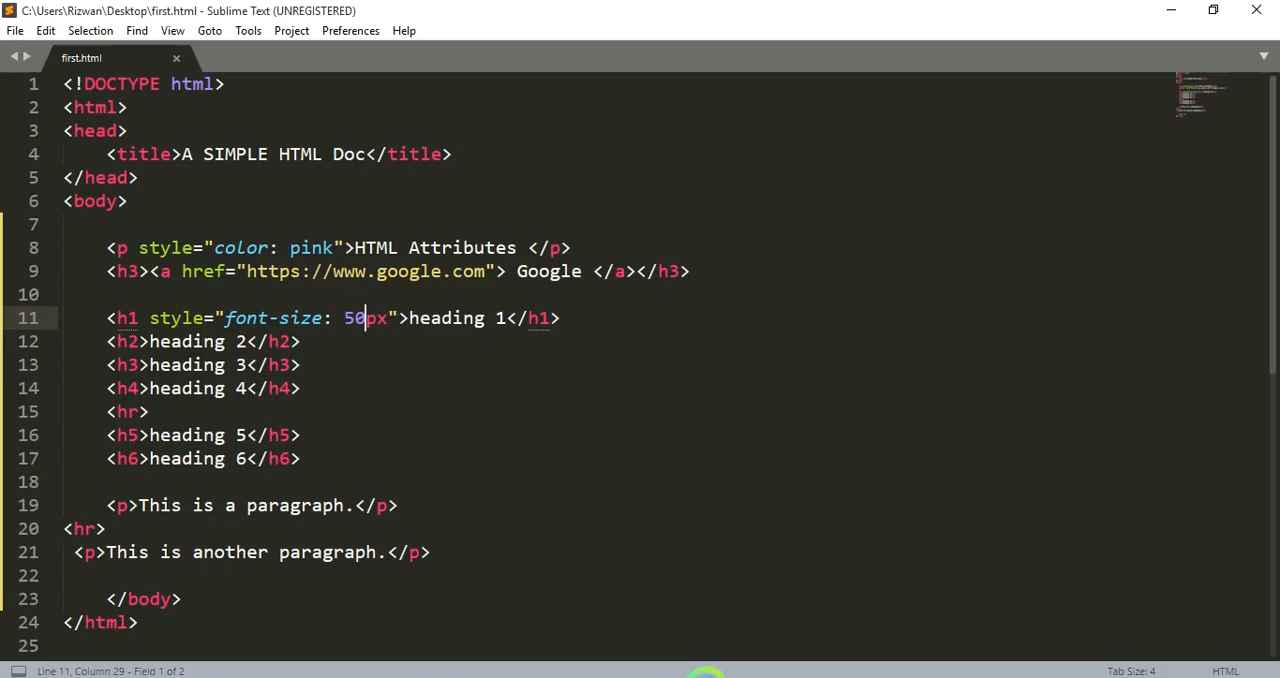 C:\Users\Rizwan\Desktop\first.html - Sublime Text (UNREGISTERED)
File Edit Selection Find View Goto Tools Project Preferences Help
first.html
1 <!DOCTYPE html>
2 <html>
3 <head>
4 <title>A SIMPLE HTML Doc</title>
5 </head>
6 <body>
7
8 <p style="color: pink">HTML Attributes </p>
9 <h3><a href="https://www.google.com"> Google </a></h3>
10
11 <h1 style="font-size: 50px">heading 1</h1>
12 <h2>heading 2</h2>
13 <h3>heading 3</h3>
14 <h4>heading 4</h4>
15 <hr>
16 <h5>heading 5</h5>
17 <h6>heading 6</h6>
18
19 <p>This is a paragraph.</p>
20 <hr>
21 <p>This is another paragraph.</p>
22
23 </body>
24 </html>
25
Line 11, Column 29 - Field 1 of 2 Tab Size: 4 HTML